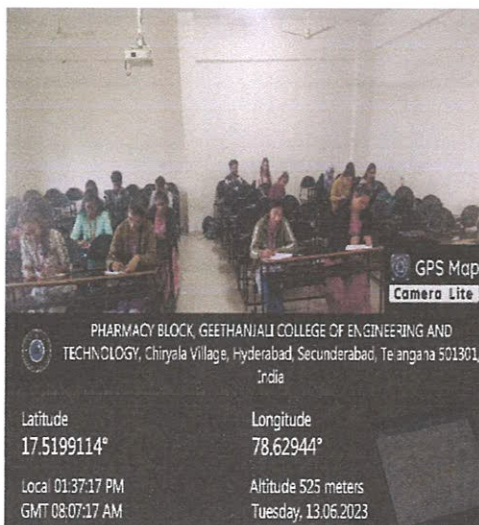 GPS Map
Camera Lite
PHARMACY BLOCK, GEETHANJALI COLLEGE OF ENGINEERING AND
TECHNOLOGY, Chiryala Village, Hyderabad, Secunderabad, Te angana 501301,
India
Latitude
17.5199114°
Longitude
78.62944°
Local 01:37:17 PM
GMT 08:07:17 AM
Altitude 525 meters
Tuesday, 13.06.2023